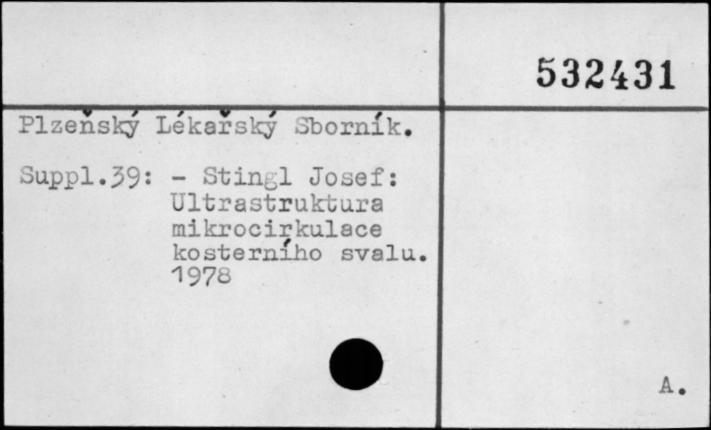 532431
Plzeňský Lékařský Sborník.
Suppl.39: - Stingl Josef:
Ultrastruktura
mikrocirkulace
kosterního svalu.
1978
A.